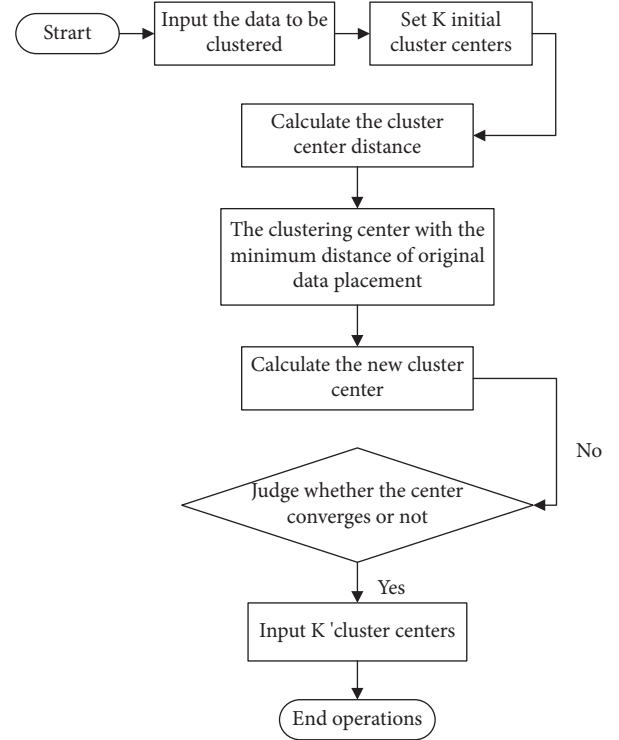 Strart
Input the data to be
clustered
Set K initial
cluster centers
Calculate the cluster
center distance
The clustering center with the
minimum distance of original
data placement
Calculate the new cluster
center
No
Judge whether the center
converges or not
Yes
Input K 'cluster centers
End operations